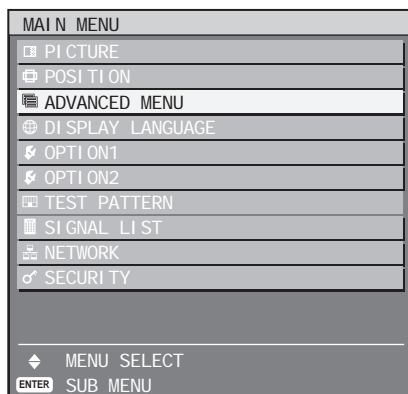 MAIN MENU
PICTURE
POSITION
ADVANCED MENU
DISPLAY LANGUAGE
OPTION1
OPTION2
TEST PATTERN
SIGNAL LIST
NETWORK
SECURITY
MENU SELECT
ENTER SUB MENU